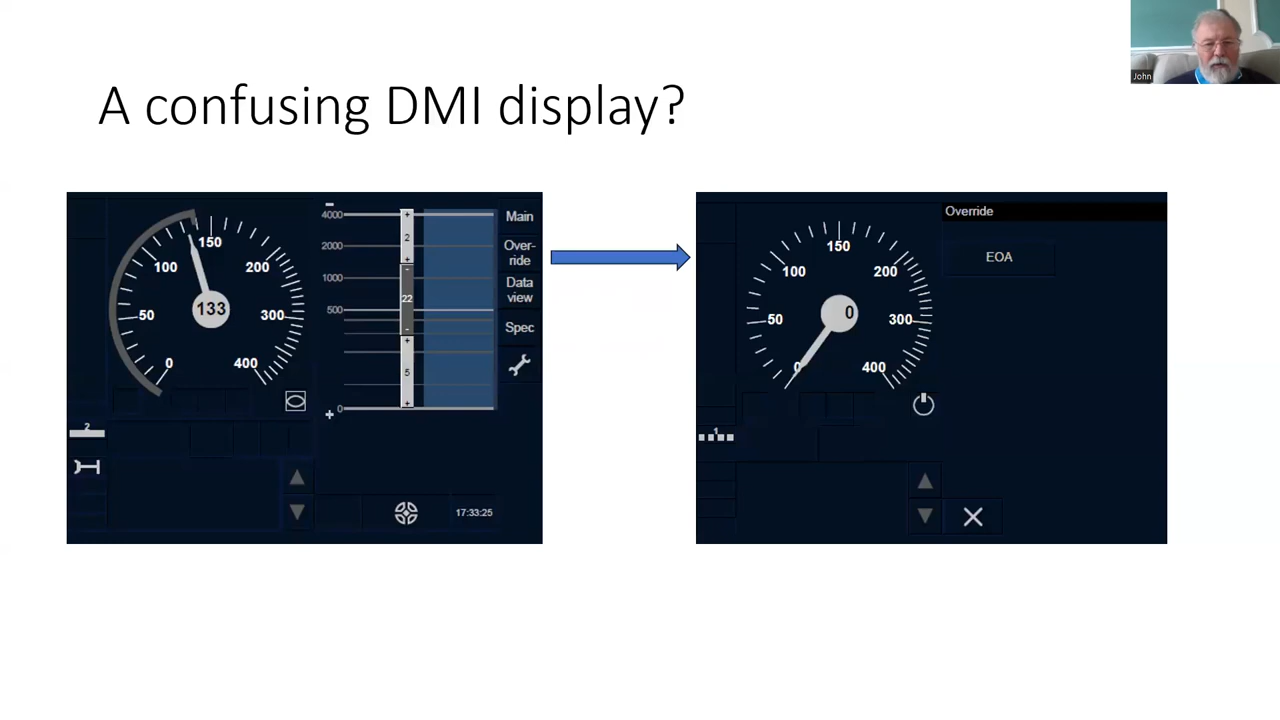 A confusing DMI display?
John
150
100
200
50
300
0
400
133
4000
2000
1000
500
0
2
22
5
Main
Over-
ride
Data
view
Spec
2
17:33:25
Override
EOA
150
100
200
50
300
0
400
0
1